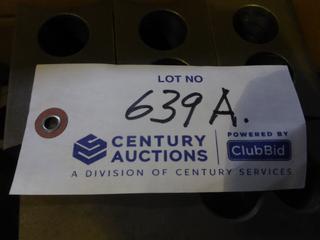 LOT NO
639 A.
CENTURY AUCTIONS
POWERED BY
ClubBid
A DIVISION OF CENTURY SERVICES